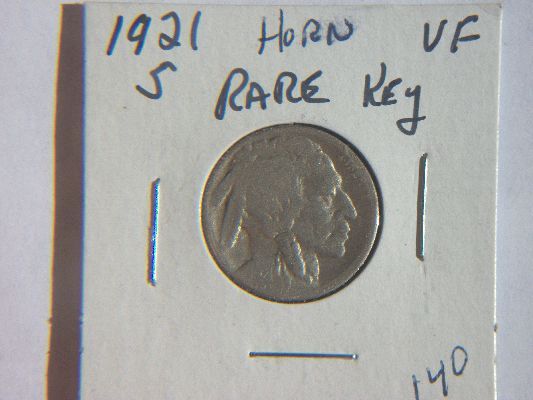 1921 HORN VF
S RARE Key
140